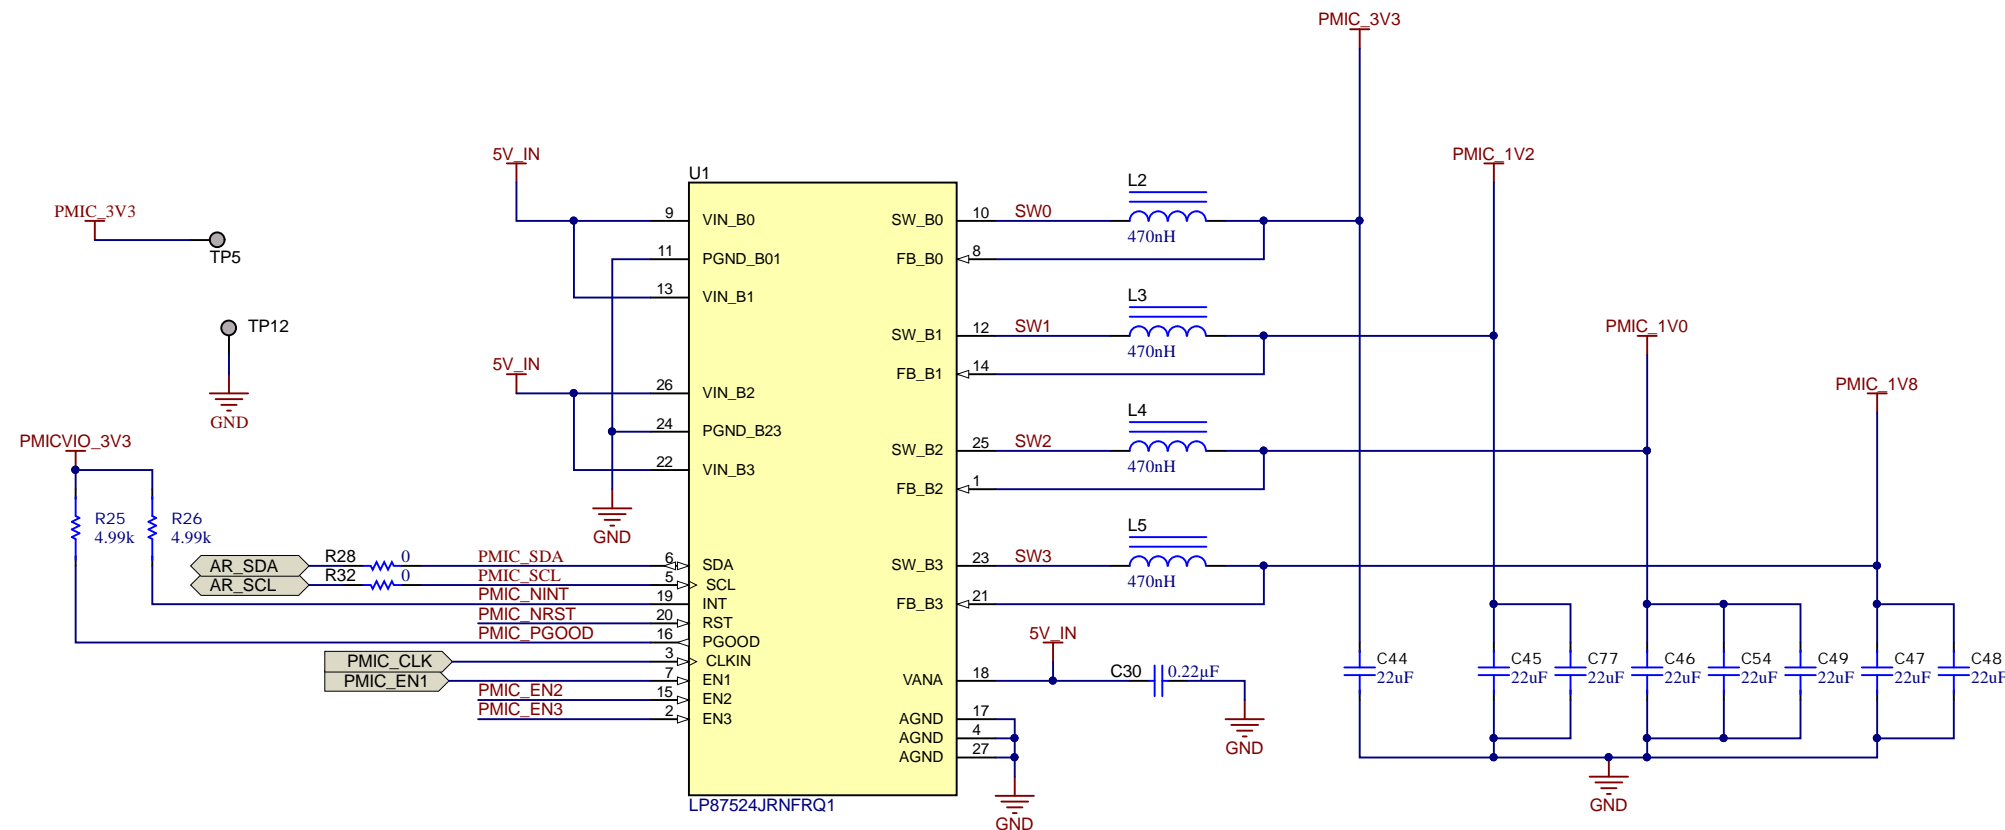 PMIC_3V3
PMIC_1V2
PMIC_1V0
PMIC_1V8
5V_IN
U1
PMIC_3V3
TP5
TP12
GND
5V_IN
PMICVIO_3V3
R25
4.99k
R26
4.99k
GND
AR_SDA
R28 0
PMIC_SDA
AR_SCL
R32 0
PMIC_SCL
PMIC_NINT
PMIC_NRST
PMIC_PGOOD
PMIC_CLK
PMIC_EN1
PMIC_EN2
PMIC_EN3
9 VIN_B0
11 PGND_B01
13 VIN_B1
26 VIN_B2
24 PGND_B23
22 VIN_B3
6 SDA
5 SCL
19 INT
20 RST
16 PGOOD
3 CLKIN
7 EN1
15 EN2
2 EN3
LP87524JRNFRQ1
SW_B0 10 SW0
FB_B0 8
SW_B1 12 SW1
FB_B1 14
SW_B2 25 SW2
FB_B2 1
SW_B3 23 SW3
FB_B3 21
VANA 18
AGND 17
AGND 4
AGND 27
GND
L2
470nH
L3
470nH
L4
470nH
L5
470nH
5V_IN
C30 0.22µF
GND
C44
22uF
C45
22uF
C77
22uF
C46
22uF
C54
22uF
C49
22uF
C47
22uF
C48
22uF
GND